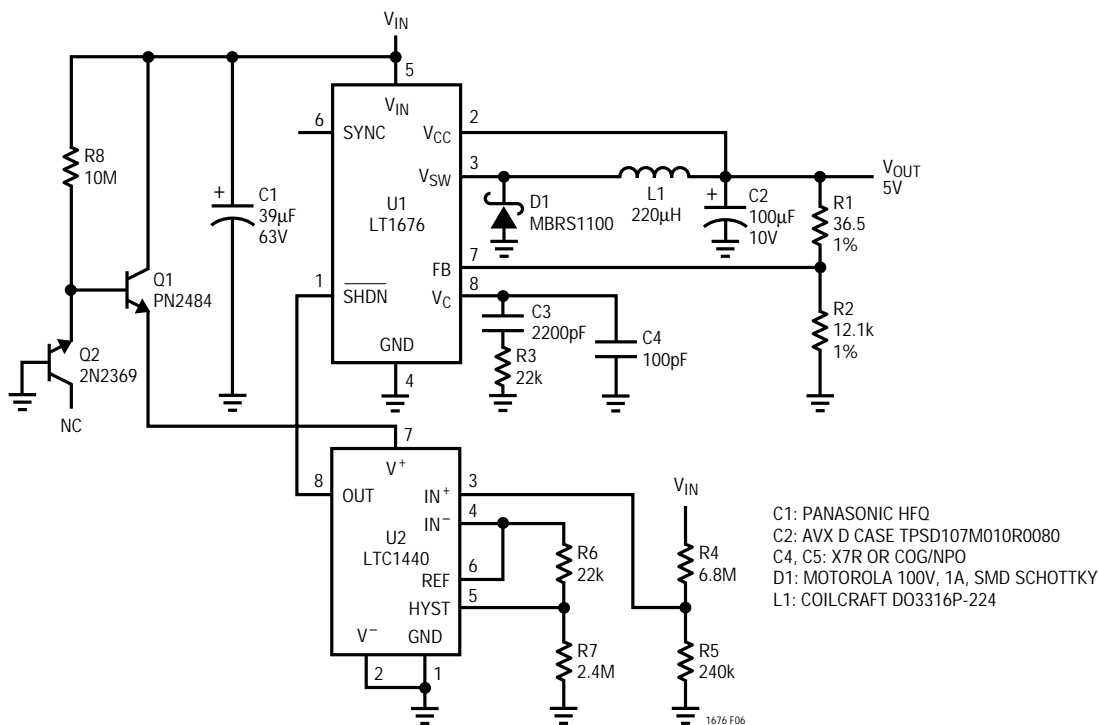 VIN
5
VIN
6
SYNC
VCC
2
R8
10M
+
C1
39µF
63V
U1
LT1676
VSW
3
D1
MBRS1100
L1
220µH
+
C2
100µF
10V
VOUT
5V
R1
36.5
1%
Q1
PN2484
1
SHDN
FB
7
VC
8
C3
2200pF
R3
22k
C4
100pF
R2
12.1k
1%
Q2
2N2369
NC
GND
4
7
V+
8
OUT
IN+
3
IN−
4
U2
LTC1440
REF
6
HYST
5
V−
GND
2
1
R6
22k
R7
2.4M
VIN
R4
6.8M
R5
240k
C1: PANASONIC HFQ
C2: AVX D CASE TPSD107M010R0080
C4, C5: X7R OR COG/NPO
D1: MOTOROLA 100V, 1A, SMD SCHOTTKY
L1: COILCRAFT DO3316P-224
1676 F06